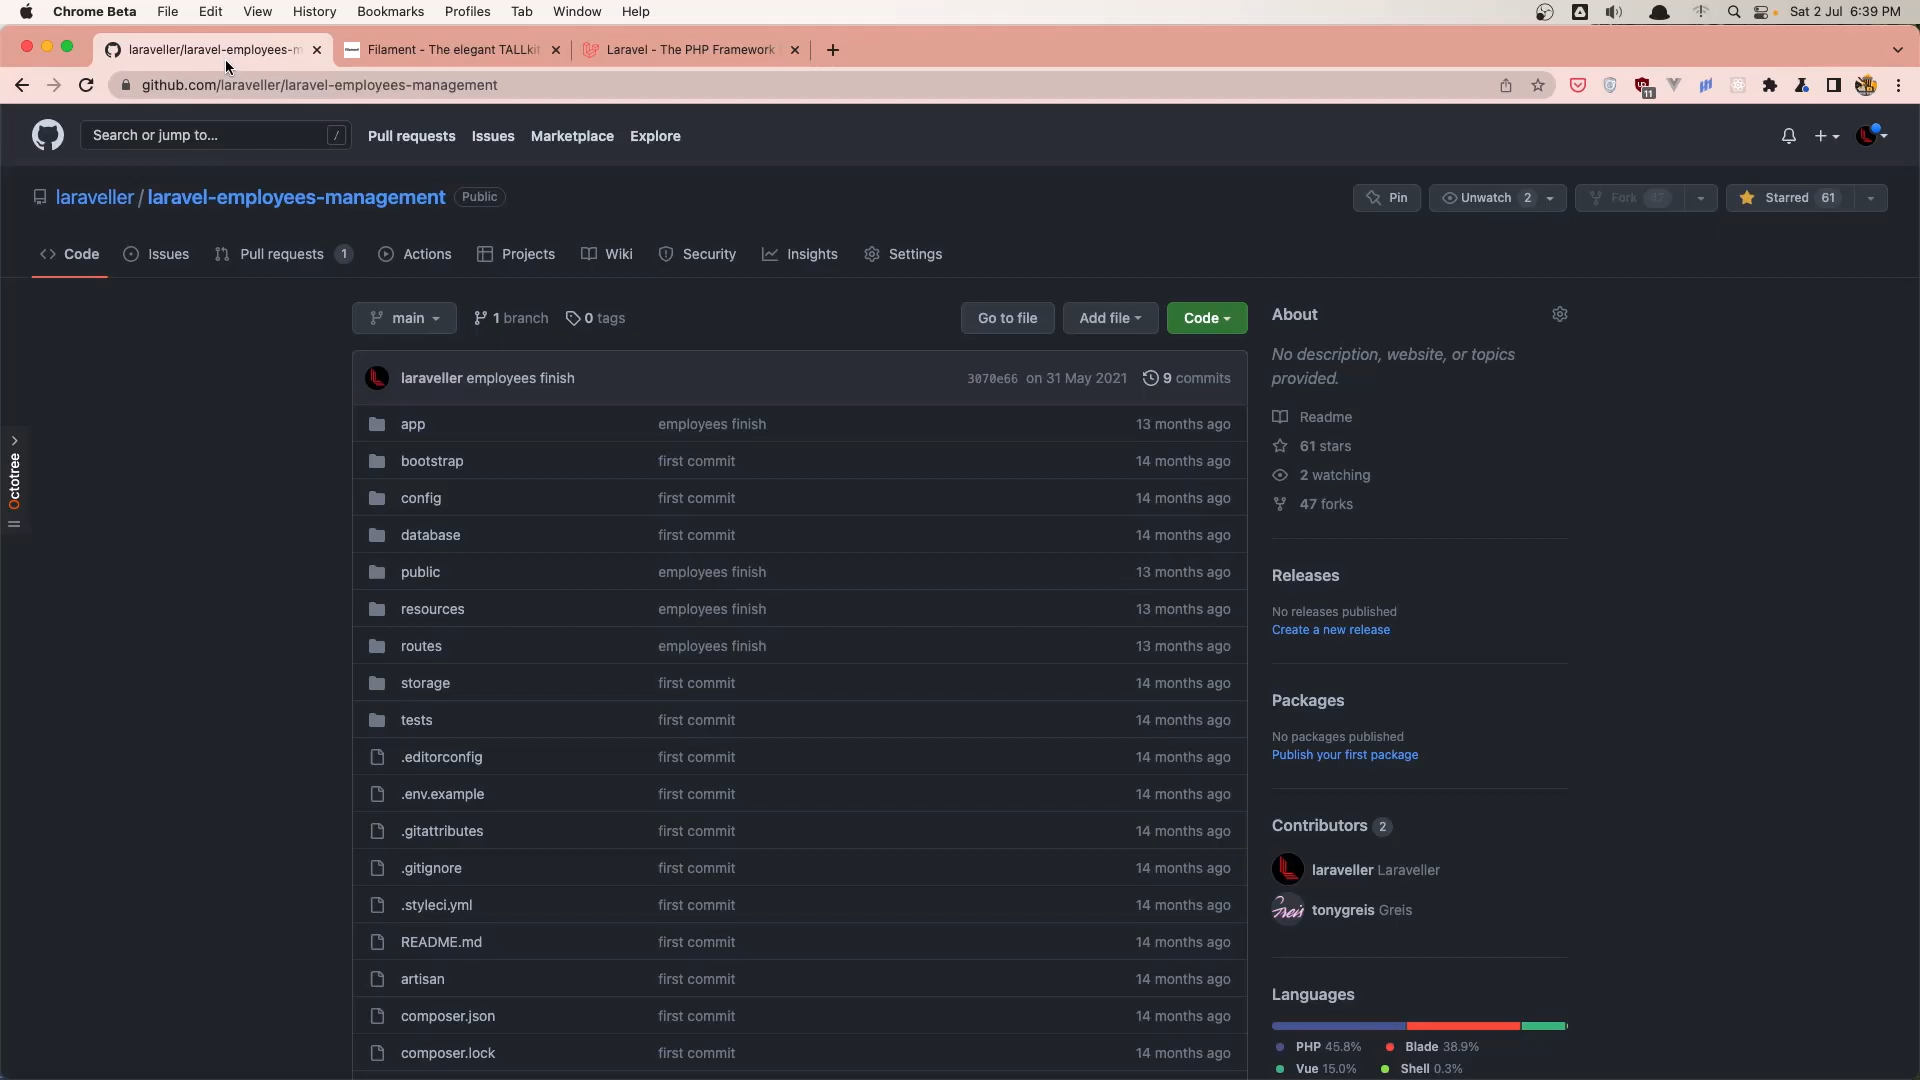 Chrome Beta File Edit View History Bookmarks Profiles Tab Window Help Sat 2 Jul 6:39 PM
laraveller/laravel-employees-m Filament - The elegant TALLkit Laravel - The PHP Framework
github.com/laraveller/laravel-employees-management 11
Search or jump to... / Pull requests Issues Marketplace Explore
laraveller / laravel-employees-management Public Pin Unwatch 2 Fork 47 Starred 61
Code Issues Pull requests 1 Actions Projects Wiki Security Insights Settings
main 1 branch 0 tags Go to file Add file Code
laraveller employees finish 3070e66 on 31 May 2021 9 commits
app employees finish 13 months ago
bootstrap first commit 14 months ago
config first commit 14 months ago
database first commit 14 months ago
public employees finish 13 months ago
resources employees finish 13 months ago
routes employees finish 13 months ago
storage first commit 14 months ago
tests first commit 14 months ago
.editorconfig first commit 14 months ago
.env.example first commit 14 months ago
.gitattributes first commit 14 months ago
.gitignore first commit 14 months ago
.styleci.yml first commit 14 months ago
README.md first commit 14 months ago
artisan first commit 14 months ago
composer.json first commit 14 months ago
composer.lock first commit 14 months ago
Octotree
About
No description, website, or topics
provided.
Readme
61 stars
2 watching
47 forks
Releases
No releases published
Create a new release
Packages
No packages published
Publish your first package
Contributors 2
laraveller Laraveller
tonygreis Greis
Languages
PHP 45.8% Blade 38.9%
Vue 15.0% Shell 0.3%